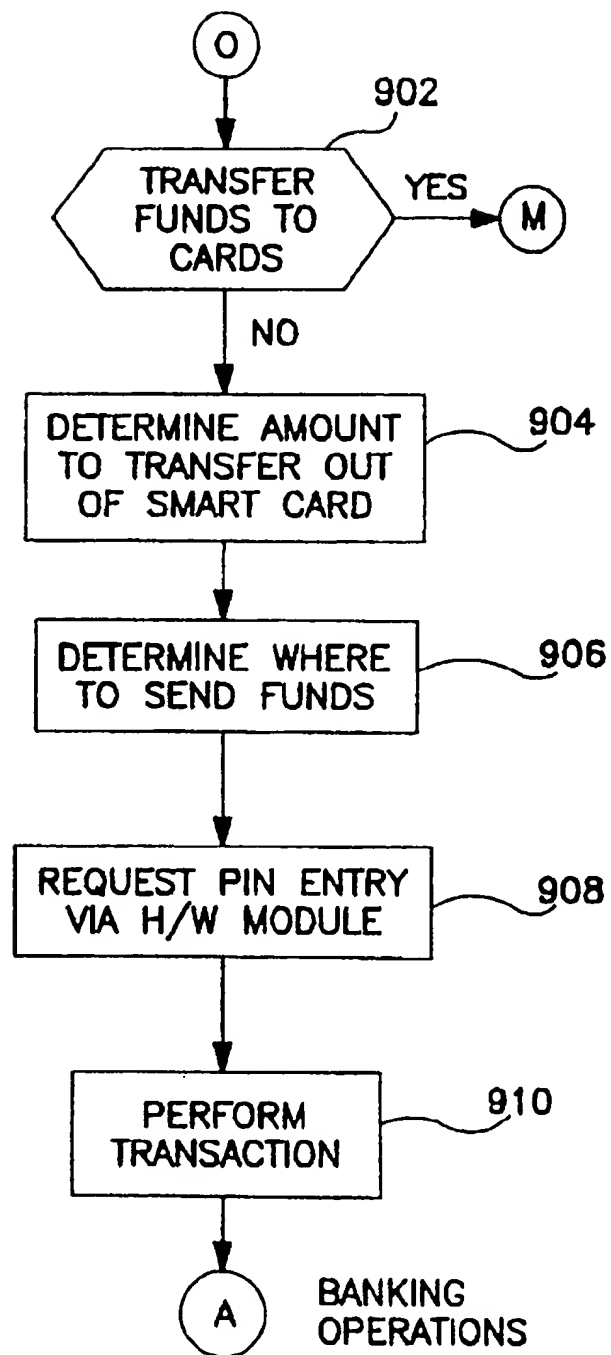 O
902
TRANSFER
FUNDS TO
CARDS
YES
M
NO
DETERMINE AMOUNT
TO TRANSFER OUT
OF SMART CARD
904
DETERMINE WHERE
TO SEND FUNDS
906
REQUEST PIN ENTRY
VIA H/W MODULE
908
PERFORM
TRANSACTION
910
A
BANKING
OPERATIONS